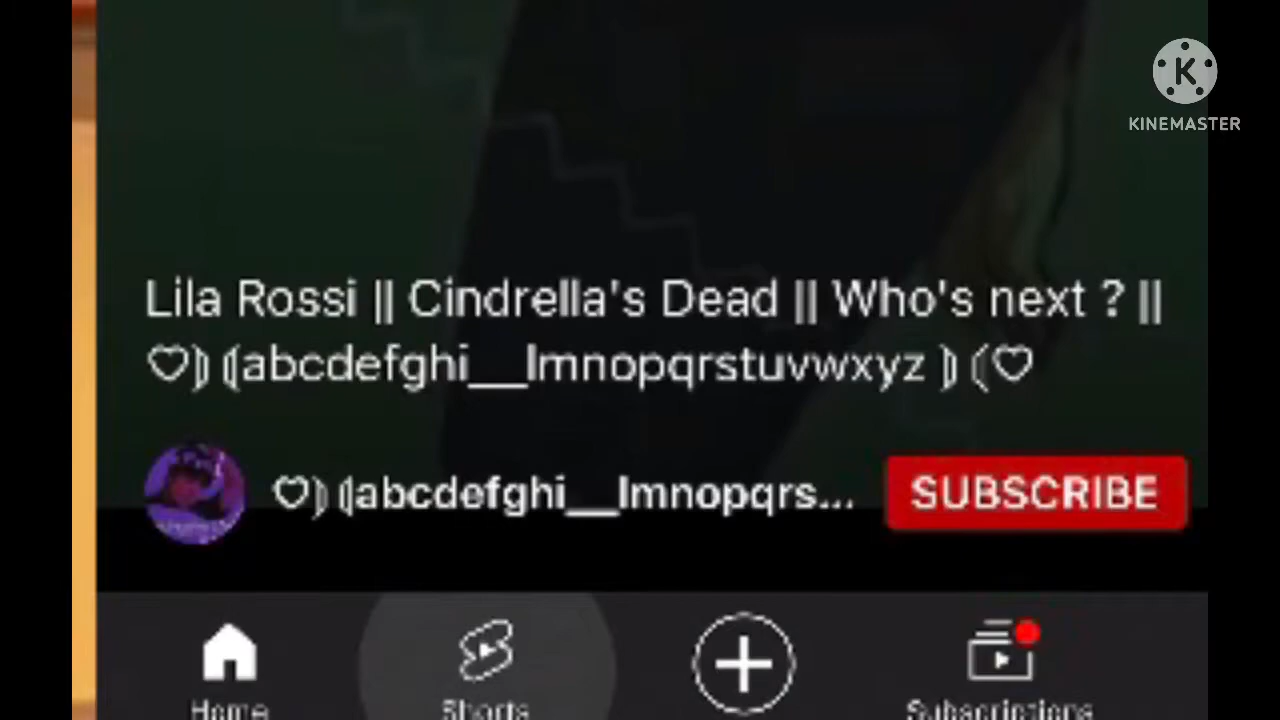 K
KINEMASTER
Lila Rossi || Cindrella's Dead || Who's next ? ||
♡⦈ ⦇abcdefghi__lmnopqrstuvwxyz ⦈ ⦇♡
♡⦈ ⦇abcdefghi__lmnopqrs... SUBSCRIBE
Home Shorts Subscriptions